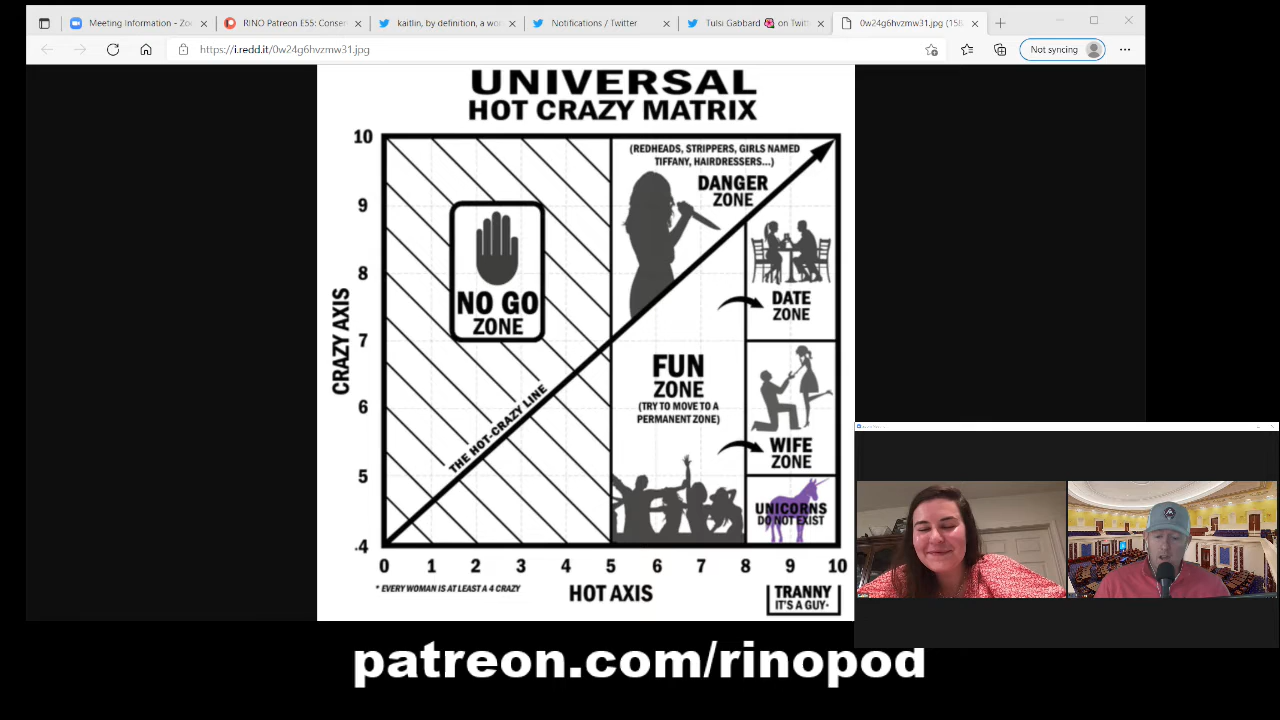 Meeting Information - Zo
RINO Patreon E55: Conser
kaitlin, by definition, a wo
Notifications / Twitter
Tulsi Gabbard 🌺 on Twitt
0w24g6hvzmw31.jpg (158
https://i.redd.it/0w24g6hvzmw31.jpg
Not syncing
UNIVERSAL
HOT CRAZY MATRIX
10
9
8
7
6
5
.4
CRAZY AXIS
(REDHEADS, STRIPPERS, GIRLS NAMED
TIFFANY, HAIRDRESSERS...)
DANGER
ZONE
NO GO
ZONE
DATE
ZONE
FUN
ZONE
(TRY TO MOVE TO A
PERMANENT ZONE)
THE HOT-CRAZY LINE
WIFE
ZONE
UNICORNS
DO NOT EXIST
0 1 2 3 4 5 6 7 8 9 10
* EVERY WOMAN IS AT LEAST A 4 CRAZY
HOT AXIS
TRANNY
IT'S A GUY·
patreon.com/rinopod